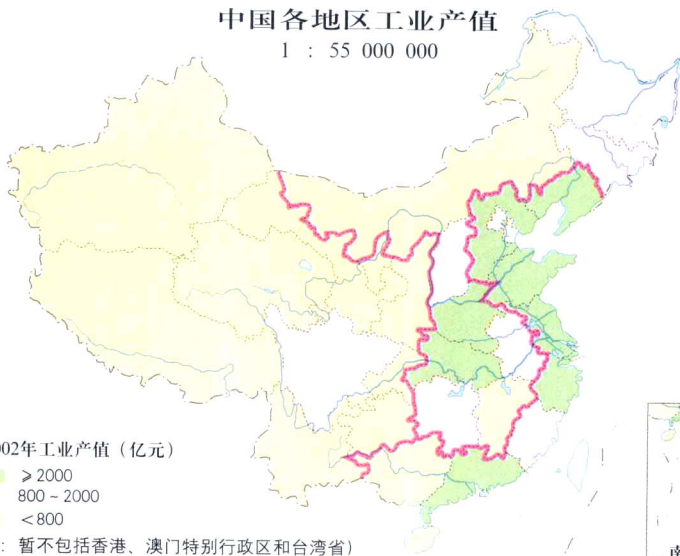 中国各地区工业产值
1 : 55 000 000
02年工业产值（亿元）
≥2000
800 ~ 2000
<800
：暂不包括香港、澳门特别行政区和台湾省）
南